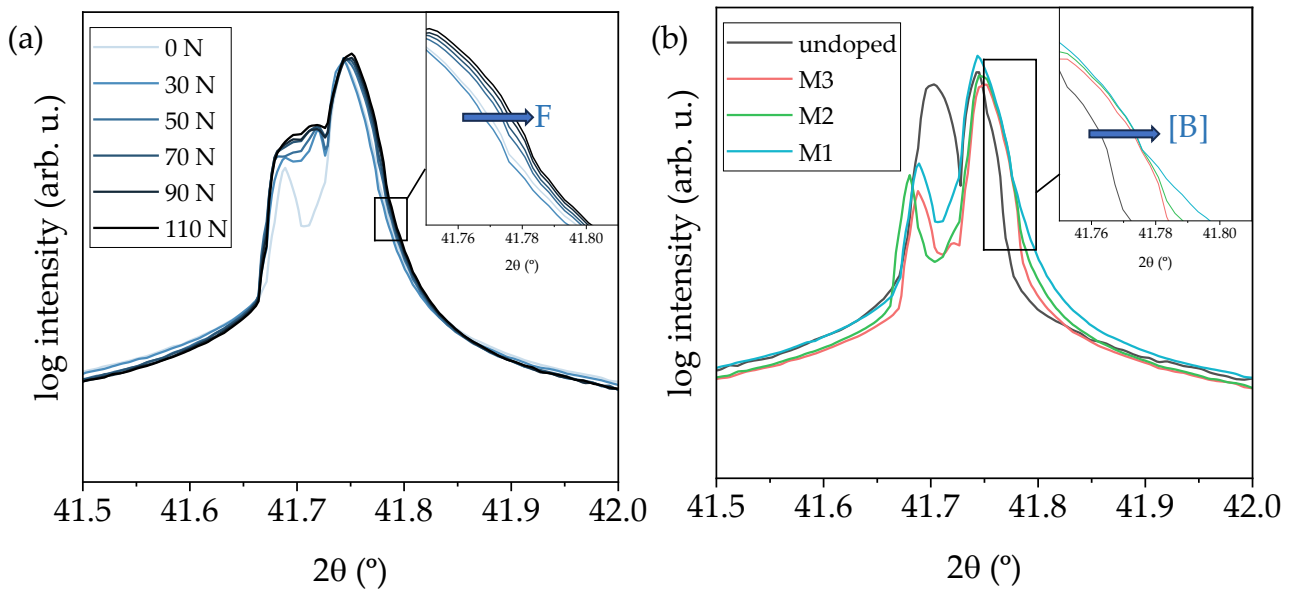 (a)
0 N
30 N
50 N
70 N
90 N
110 N
F
41.76 41.78 41.80
2θ (º)
log intensity (arb. u.)
41.5 41.6 41.7 41.8 41.9 42.0
2θ (º)
(b)
undoped
M3
M2
M1
[B]
41.76 41.78 41.80
2θ (º)
log intensity (arb. u.)
41.5 41.6 41.7 41.8 41.9 42.0
2θ (º)